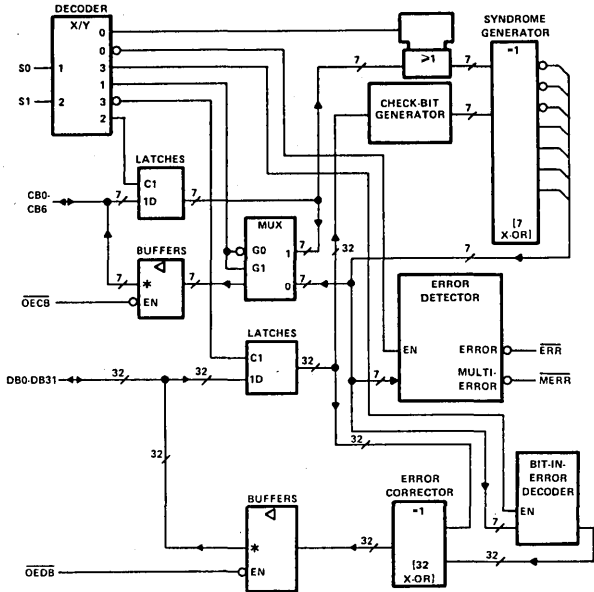 DECODER
X/Y
0
0
3
1
3
2
S0
1
S1
2
≥1
7
7
SYNDROME
GENERATOR
=1
[7
X-OR]
CHECK-BIT
GENERATOR
7
LATCHES
C1
1D
CB0-
CB6
7
7
MUX
G0
1
G1
0
7
7
32
7
BUFFERS
*
EN
7
7
OECB
LATCHES
C1
1D
32
DB0-DB31
32
32
ERROR
DETECTOR
EN
ERROR
ERR
MULTI-
ERROR
MERR
7
32
32
BIT-IN-
ERROR
DECODER
EN
7
ERROR
CORRECTOR
=1
[32
X-OR]
32
32
BUFFERS
*
EN
OEDB